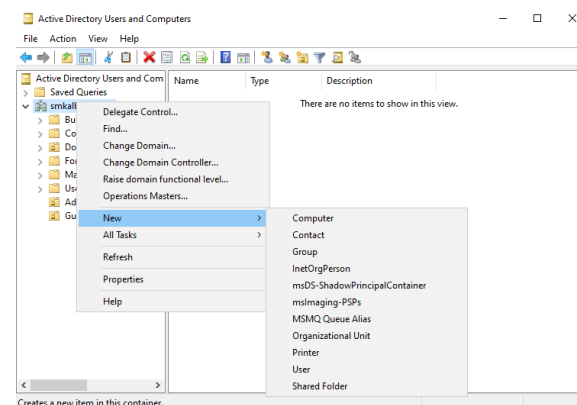 Active Directory Users and Computers
File Action View Help
Active Directory Users and Com
Name Type Description
Saved Queries
There are no items to show in this view.
Bu
Co
Do
Fo
Ma
Us
Ad
Gu
Delegate Control...
Find...
Change Domain...
Change Domain Controller...
Raise domain functional level...
Operations Masters...
New
All Tasks
Refresh
Properties
Help
Computer
Contact
Group
InetOrgPerson
msDS-ShadowPrincipalContainer
msImaging-PSPs
MSMQ Queue Alias
Organizational Unit
Printer
User
Shared Folder
Creates a new item in this container.